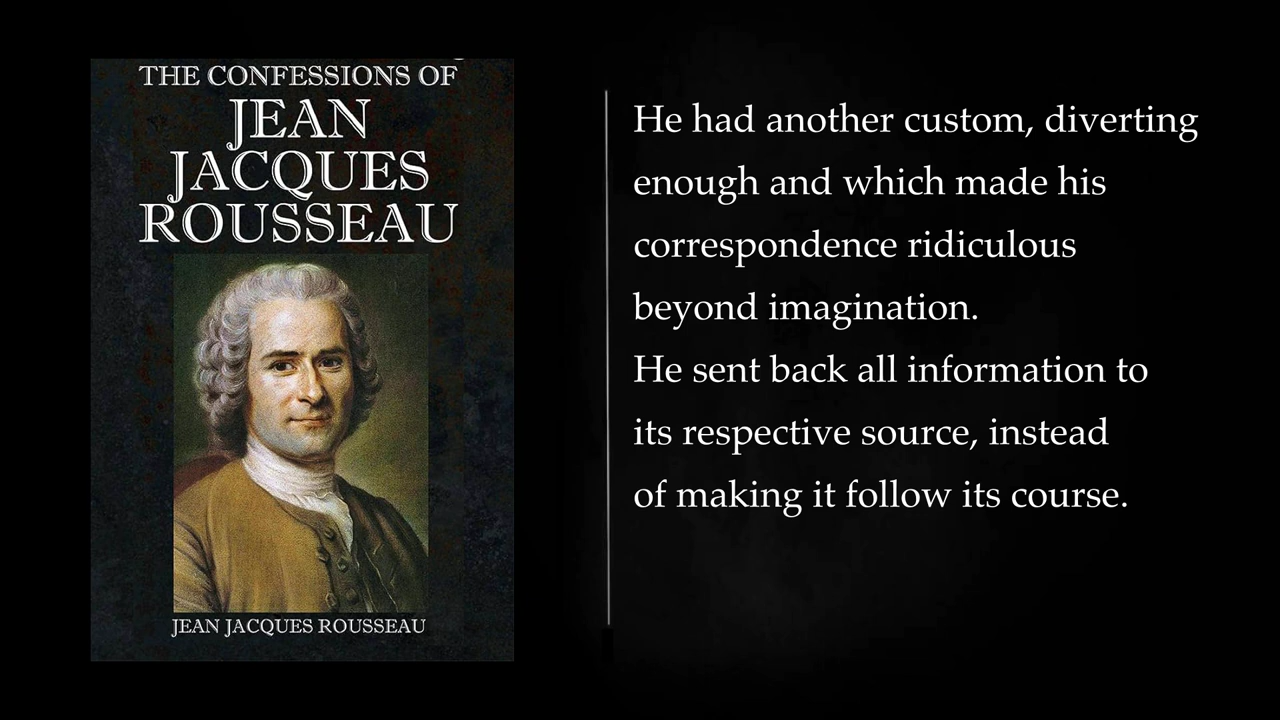 THE CONFESSIONS OF
JEAN
JACQUES
ROUSSEAU
JEAN JACQUES ROUSSEAU
He had another custom, diverting
enough and which made his
correspondence ridiculous
beyond imagination.
He sent back all information to
its respective source, instead
of making it follow its course.